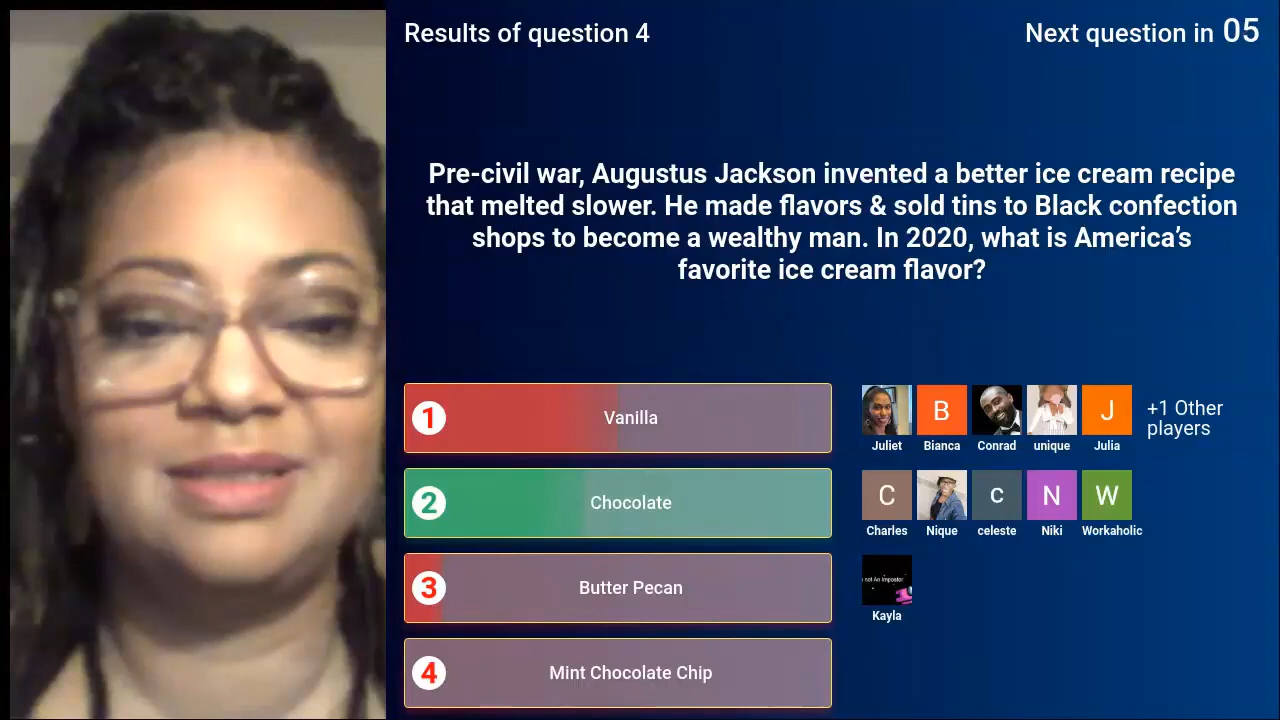 Results of question 4
Next question in 05
Pre-civil war, Augustus Jackson invented a better ice cream recipe
that melted slower. He made flavors & sold tins to Black confection
shops to become a wealthy man. In 2020, what is America's
favorite ice cream flavor?
1 Vanilla
B
J
+1 Other
players
Juliet Bianca Conrad unique Julia
2 Chocolate
C
c
N
W
Charles Nique celeste Niki Workaholic
3 Butter Pecan
not An Impostor
Kayla
4 Mint Chocolate Chip